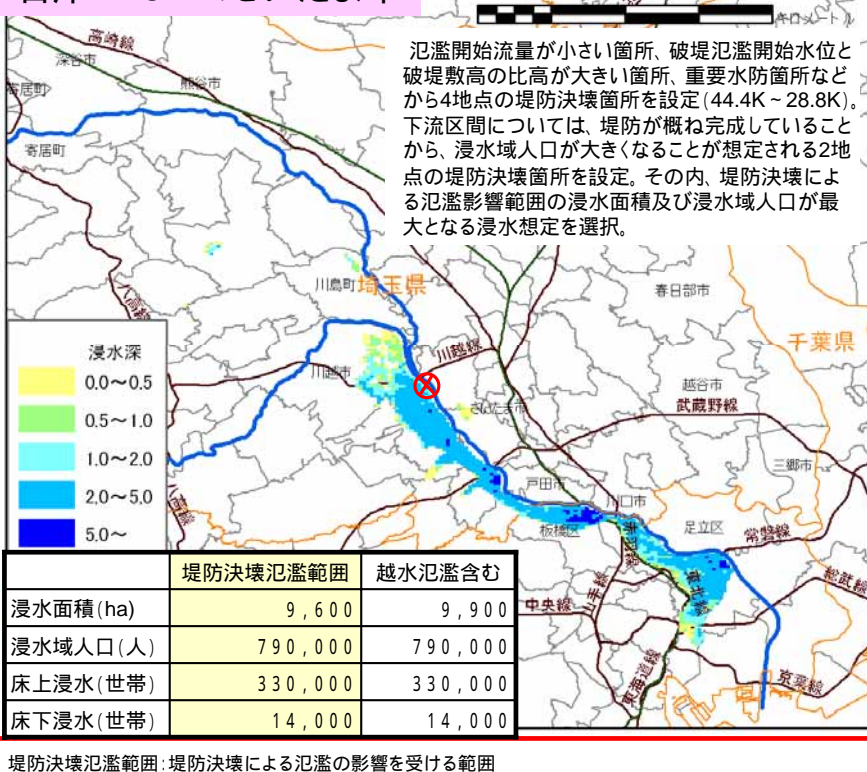 キロメートル
氾濫開始流量が小さい箇所、破堤氾濫開始水位と
破堤敷高の比高が大きい箇所、重要水防箇所など
から4地点の堤防決壊箇所を設定(44.4K~28.8K)。
下流区間については、堤防が概ね完成していること
から、浸水域人口が大きくなることが想定される2地
点の堤防決壊箇所を設定。その内、堤防決壊によ
る氾濫影響範囲の浸水面積及び浸水域人口が最
大となる浸水想定を選択。
高崎線
深谷市
熊谷市
寄居町
寄居町
川島町
埼玉県
春日部市
千葉県
八高線
川越市
川越線
さいたま市
越谷市
武蔵野線
三郷市
戸田市
川口市
板橋区
赤羽線
足立区
常磐線
八高線
東北線
総武線
中央線
山手線
東海道線
京葉線
浸水深
0.0~0.5
0.5~1.0
1.0~2.0
2.0~5.0
5.0~
堤防決壊氾濫範囲 越水氾濫含む
浸水面積(ha) 9,600 9,900
浸水域人口(人) 790,000 790,000
床上浸水(世帯) 330,000 330,000
床下浸水(世帯) 14,000 14,000
堤防決壊氾濫範囲:堤防決壊による氾濫の影響を受ける範囲